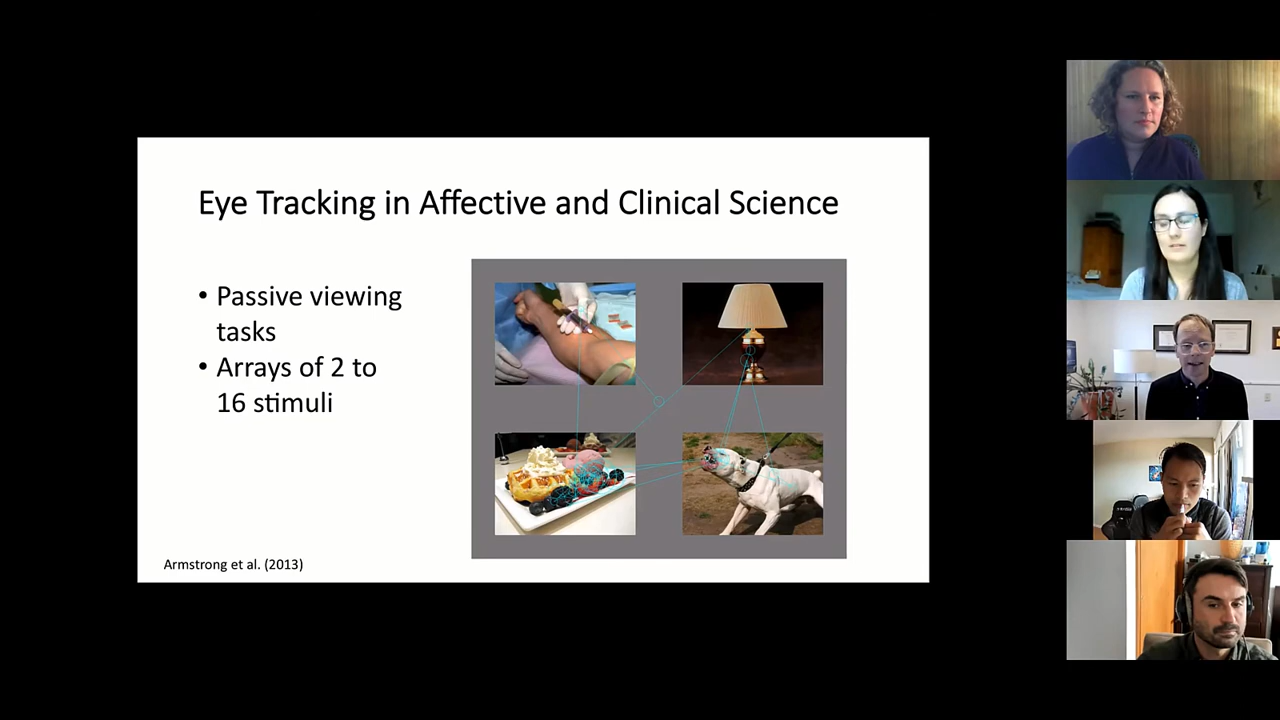 Eye Tracking in Affective and Clinical Science
• Passive viewing
tasks
• Arrays of 2 to
16 stimuli
Armstrong et al. (2013)